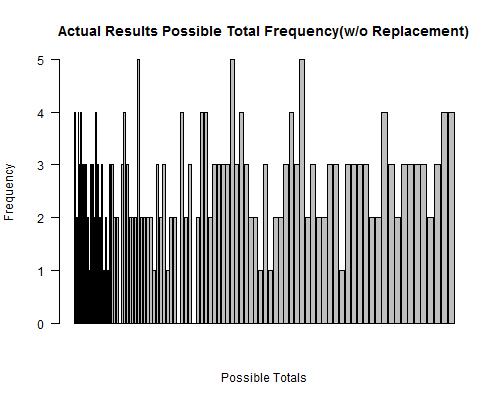 Actual Results Possible Total Frequency(w/o Replacement)
5
4
3
2
1
0
Frequency
Possible Totals